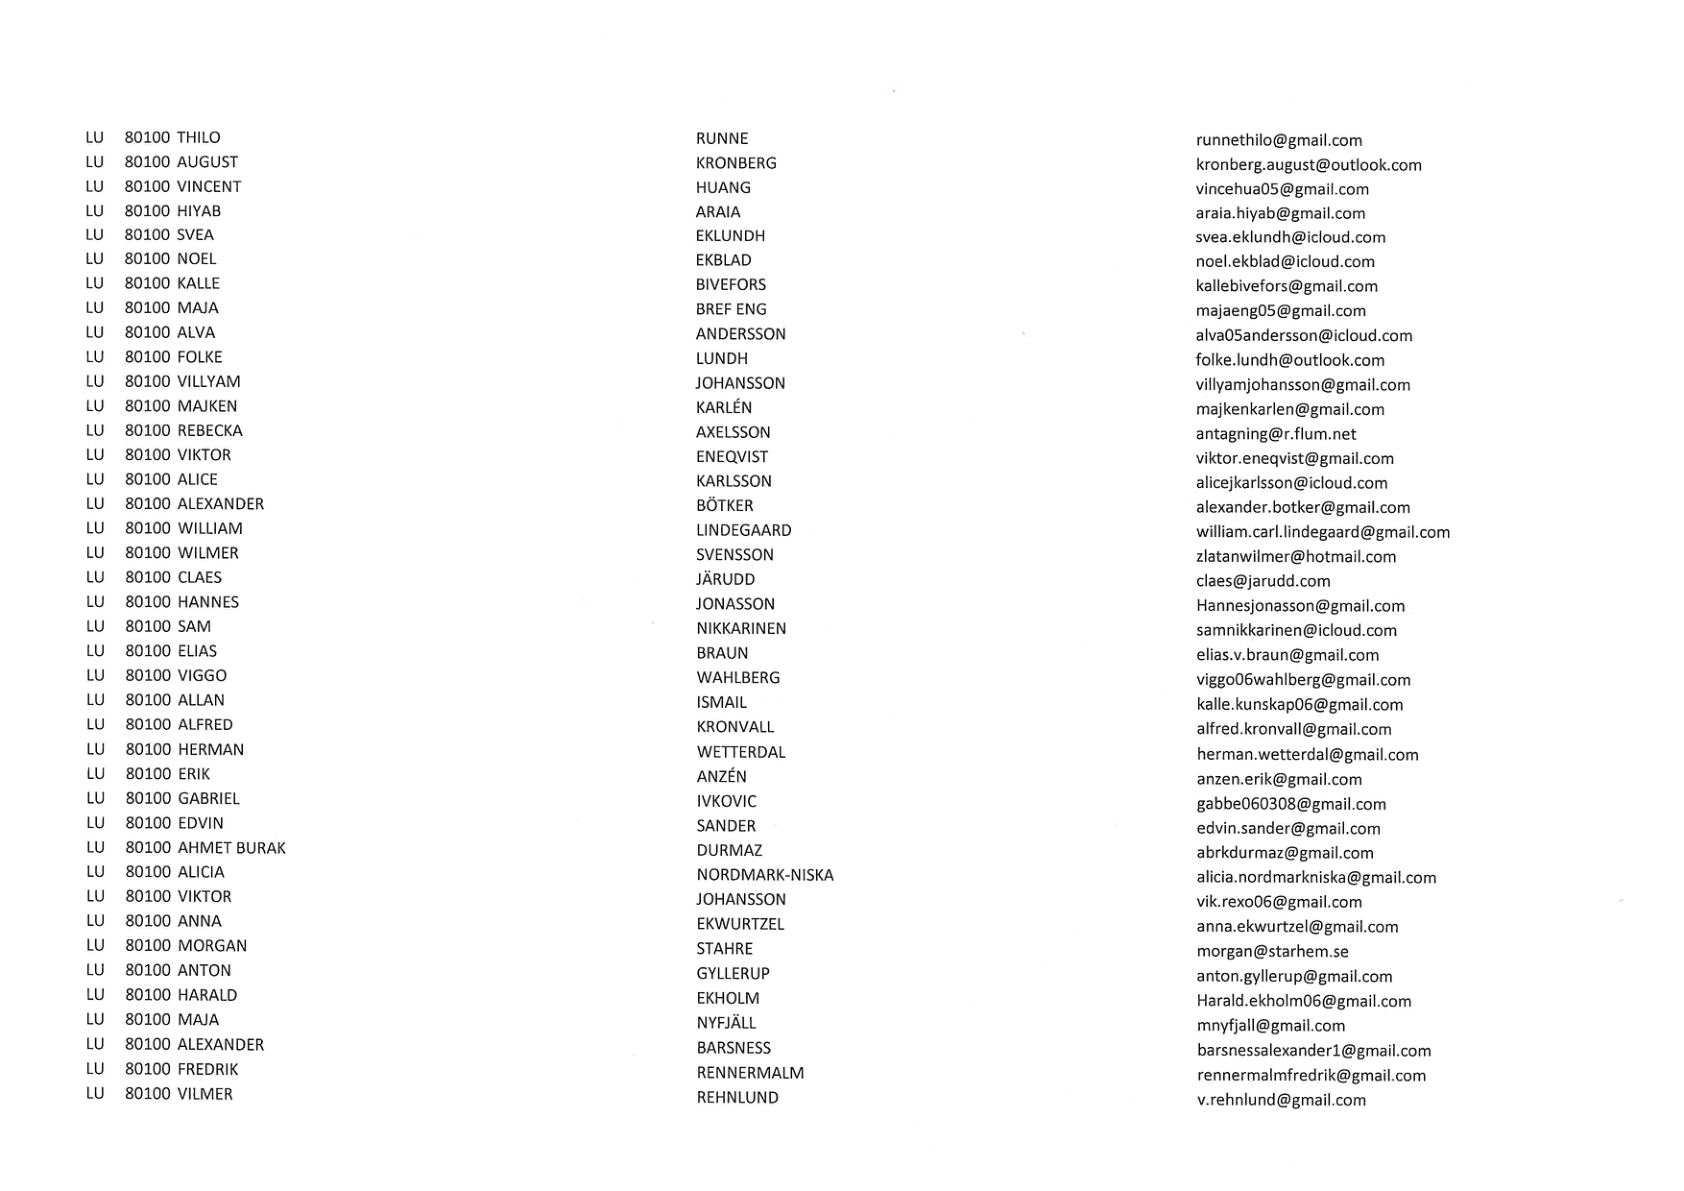 LU 80100 THILO RUNNE runnethilo@gmail.com
LU 80100 AUGUST KRONBERG kronberg.august@outlook.com
LU 80100 VINCENT HUANG vincehua05@gmail.com
LU 80100 HIYAB ARAIA araia.hiyab@gmail.com
LU 80100 SVEA EKLUNDH svea.eklundh@icloud.com
LU 80100 NOEL EKBLAD noel.ekblad@icloud.com
LU 80100 KALLE BIVEFORS kallebivefors@gmail.com
LU 80100 MAJA BREF ENG majaeng05@gmail.com
LU 80100 ALVA ANDERSSON alva05andersson@icloud.com
LU 80100 FOLKE LUNDH folke.lundh@outlook.com
LU 80100 VILLYAM JOHANSSON villyamjohansson@gmail.com
LU 80100 MAJKEN KARLÉN majkenkarlen@gmail.com
LU 80100 REBECKA AXELSSON antagning@r.flum.net
LU 80100 VIKTOR ENEQVIST viktor.eneqvist@gmail.com
LU 80100 ALICE KARLSSON alicejkarlsson@icloud.com
LU 80100 ALEXANDER BÖTKER alexander.botker@gmail.com
LU 80100 WILLIAM LINDEGAARD william.carl.lindegaard@gmail.com
LU 80100 WILMER SVENSSON zlatanwilmer@hotmail.com
LU 80100 CLAES JÄRUDD claes@jarudd.com
LU 80100 HANNES JONASSON Hannesjonasson@gmail.com
LU 80100 SAM NIKKARINEN samnikkarinen@icloud.com
LU 80100 ELIAS BRAUN elias.v.braun@gmail.com
LU 80100 VIGGO WAHLBERG viggo06wahlberg@gmail.com
LU 80100 ALLAN ISMAIL kalle.kunskap06@gmail.com
LU 80100 ALFRED KRONVALL alfred.kronvall@gmail.com
LU 80100 HERMAN WETTERDAL herman.wetterdal@gmail.com
LU 80100 ERIK ANZÉN anzen.erik@gmail.com
LU 80100 GABRIEL IVKOVIC gabbe060308@gmail.com
LU 80100 EDVIN SANDER edvin.sander@gmail.com
LU 80100 AHMET BURAK DURMAZ abrkdurmaz@gmail.com
LU 80100 ALICIA NORDMARK-NISKA alicia.nordmarkniska@gmail.com
LU 80100 VIKTOR JOHANSSON vik.rexo06@gmail.com
LU 80100 ANNA EKWURTZEL anna.ekwurtzel@gmail.com
LU 80100 MORGAN STAHRE morgan@starhem.se
LU 80100 ANTON GYLLERUP anton.gyllerup@gmail.com
LU 80100 HARALD EKHOLM Harald.ekholm06@gmail.com
LU 80100 MAJA NYFJÄLL mnyfjall@gmail.com
LU 80100 ALEXANDER BARSNESS barsnessalexander1@gmail.com
LU 80100 FREDRIK RENNERMALM rennermalmfredrik@gmail.com
LU 80100 VILMER REHNLUND v.rehnlund@gmail.com